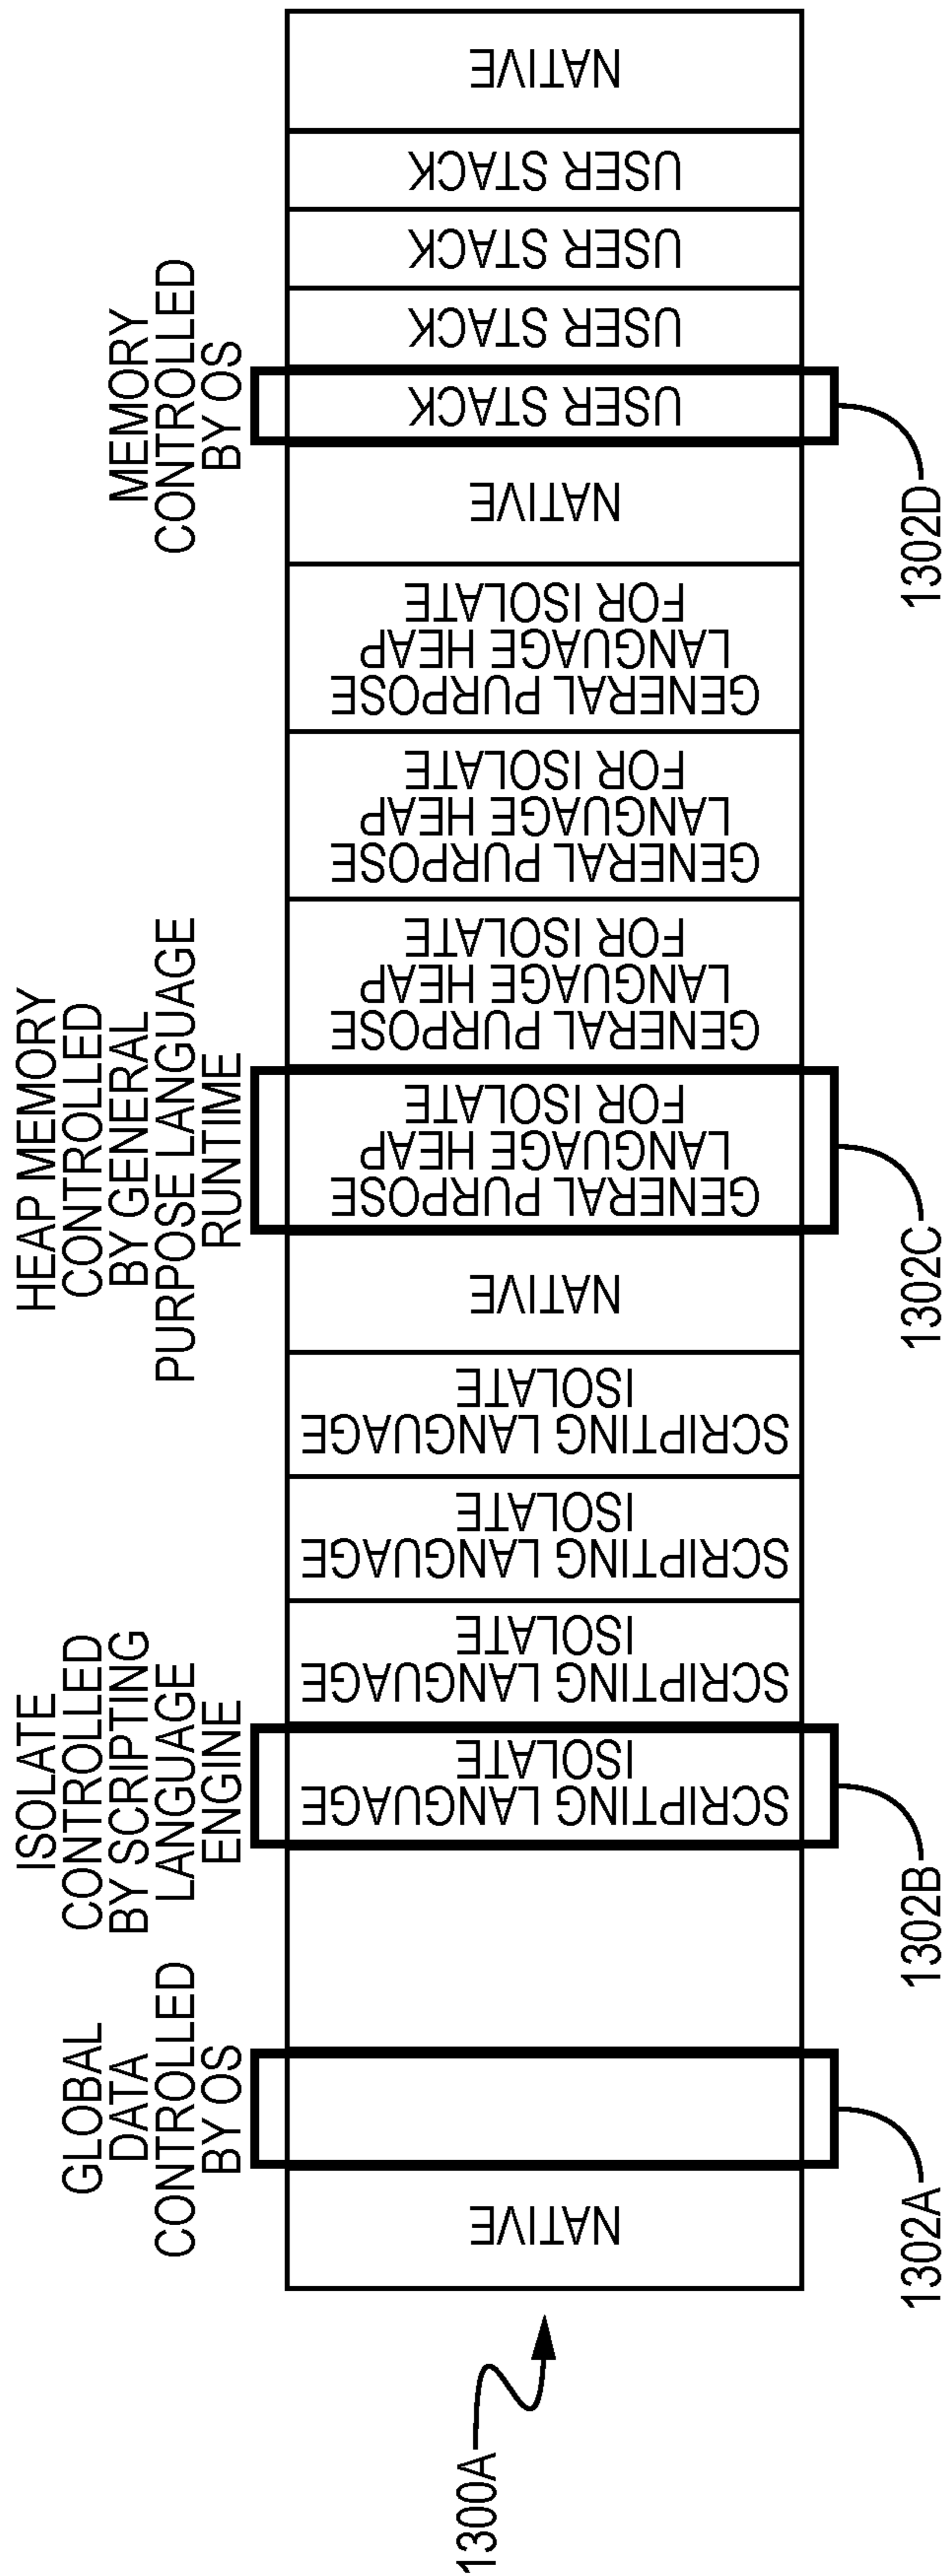 GLOBAL
DATA
CONTROLLED
BY OS
ISOLATE
CONTROLLED
BY SCRIPTING
LANGUAGE
ENGINE
HEAP MEMORY
CONTROLLED
BY GENERAL
PURPOSE LANGUAGE
RUNTIME
MEMORY
CONTROLLED
BY OS
1300A
NATIVE
SCRIPTING LANGUAGE
ISOLATE
SCRIPTING LANGUAGE
ISOLATE
SCRIPTING LANGUAGE
ISOLATE
SCRIPTING LANGUAGE
ISOLATE
NATIVE
GENERAL PURPOSE
LANGUAGE HEAP
FOR ISOLATE
GENERAL PURPOSE
LANGUAGE HEAP
FOR ISOLATE
GENERAL PURPOSE
LANGUAGE HEAP
FOR ISOLATE
GENERAL PURPOSE
LANGUAGE HEAP
FOR ISOLATE
NATIVE
USER STACK
USER STACK
USER STACK
USER STACK
NATIVE
1302A
1302B
1302C
1302D